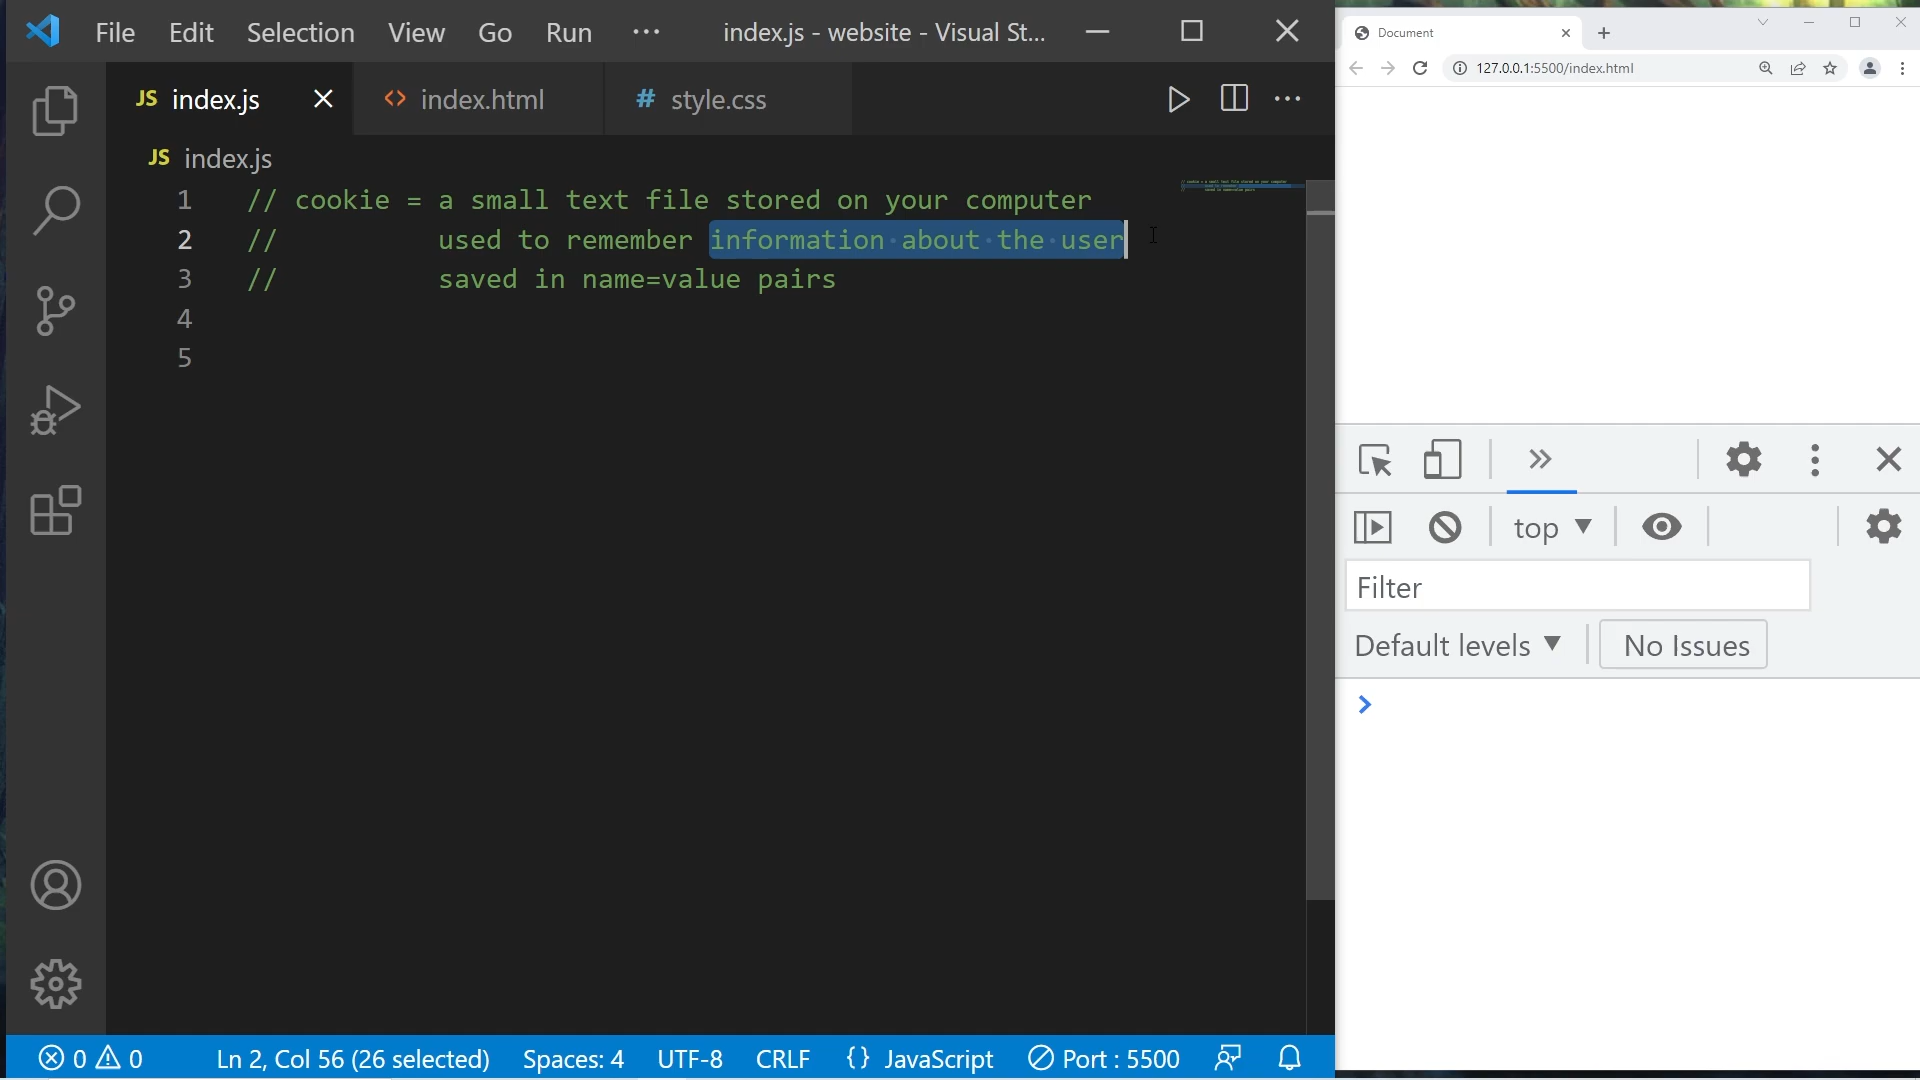 File Edit Selection View Go Run ··· index.js - website - Visual St...
JS index.js <> index.html # style.css
JS index.js
1 // cookie = a small text file stored on your computer
2 // used to remember information about the user
3 // saved in name=value pairs
4
5
0 0 Ln 2, Col 56 (26 selected) Spaces: 4 UTF-8 CRLF {} JavaScript Port : 5500
Document
127.0.0.1:5500/index.html
top
Filter
Default levels No Issues